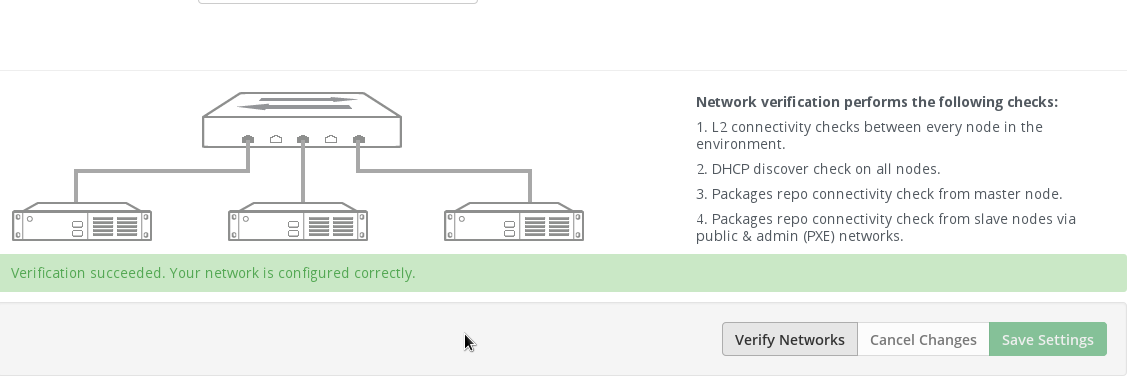 Network verification performs the following checks:
1. L2 connectivity checks between every node in the
environment.
2. DHCP discover check on all nodes.
3. Packages repo connectivity check from master node.
4. Packages repo connectivity check from slave nodes via
public & admin (PXE) networks.
Verification succeeded. Your network is configured correctly.
Verify Networks
Cancel Changes
Save Settings